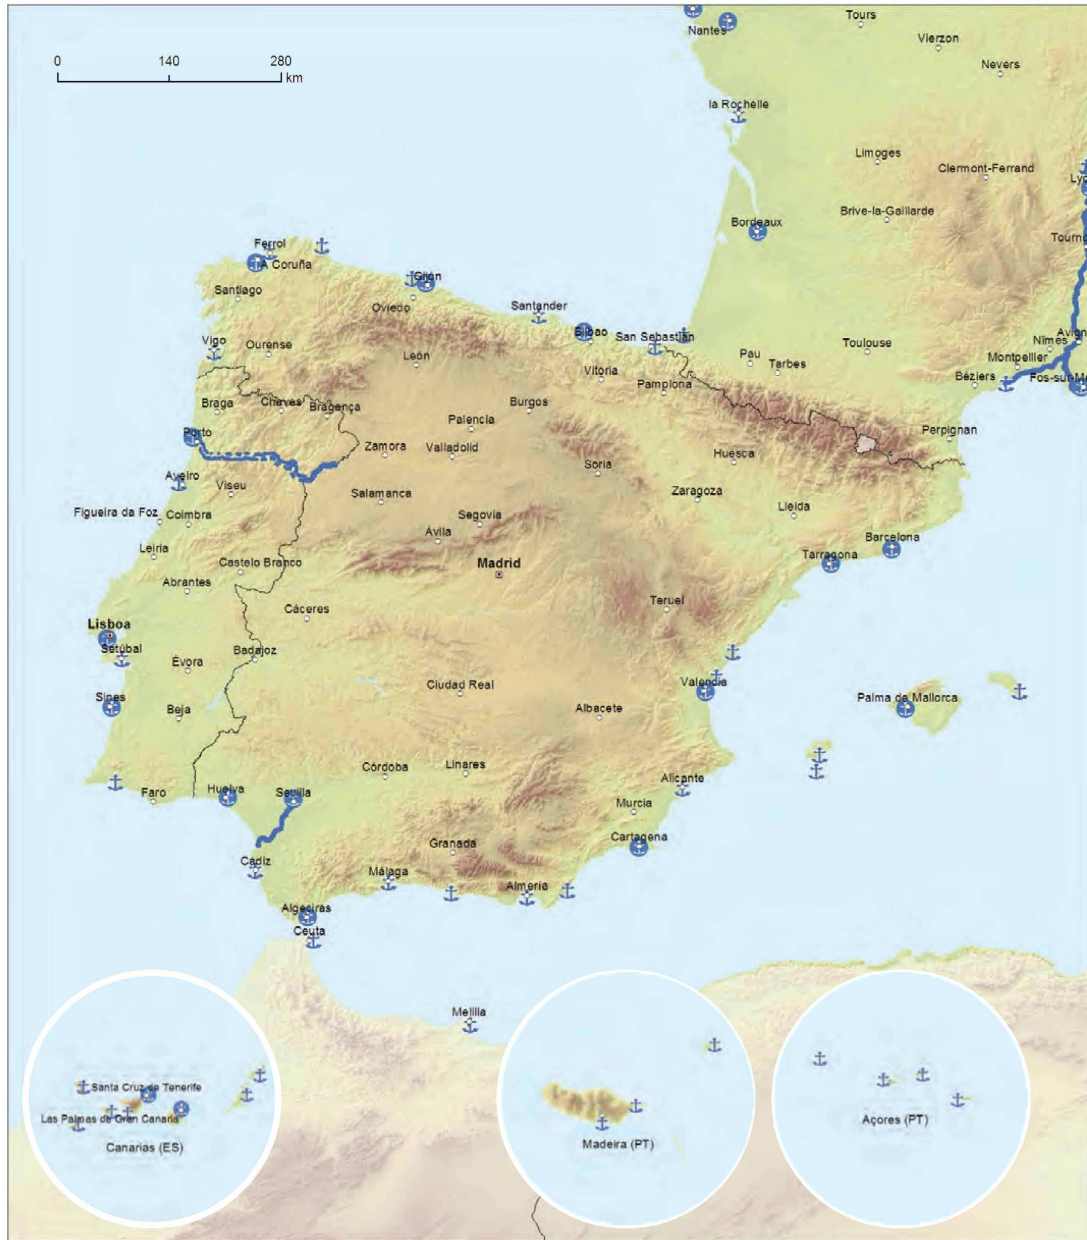 Tours
Nantes
Vierzon
0 140 280
km
Nevers
la Rochelle
Limoges
Clermont-Ferrand
Brive-la-Gaillarde
Bordeaux
Ferrol
A Coruña
Gijón
Santiago
Oviedo
Santander
Bilbao
San Sebastián
Vigo
Ourense
León
Vitoria
Pau
Tarbes
Toulouse
Nîmes
Montpellier
Béziers
Pamplona
Braga
Chaves
Bragença
Burgos
Palencia
Perpignan
Porto
Zamora
Valladolid
Huesca
Soria
Aveiro
Viseu
Salamanca
Zaragoza
Lleida
Figueira da Foz
Coimbra
Segovia
Ávila
Barcelona
Leiria
Castelo Branco
Madrid
Tarragona
Abrantes
Cáceres
Teruel
Lisboa
Setúbal
Évora
Badajoz
Ciudad Real
Valencia
Sines
Beja
Albacete
Palma de Mallorca
Córdoba
Linares
Alicante
Faro
Huelva
Sevilla
Murcia
Cartagena
Granada
Cádiz
Málaga
Almería
Algeciras
Ceuta
Melilla
Santa Cruz de Tenerife
Las Palmas de Gran Canaria
Canarias (ES)
Madeira (PT)
Açores (PT)